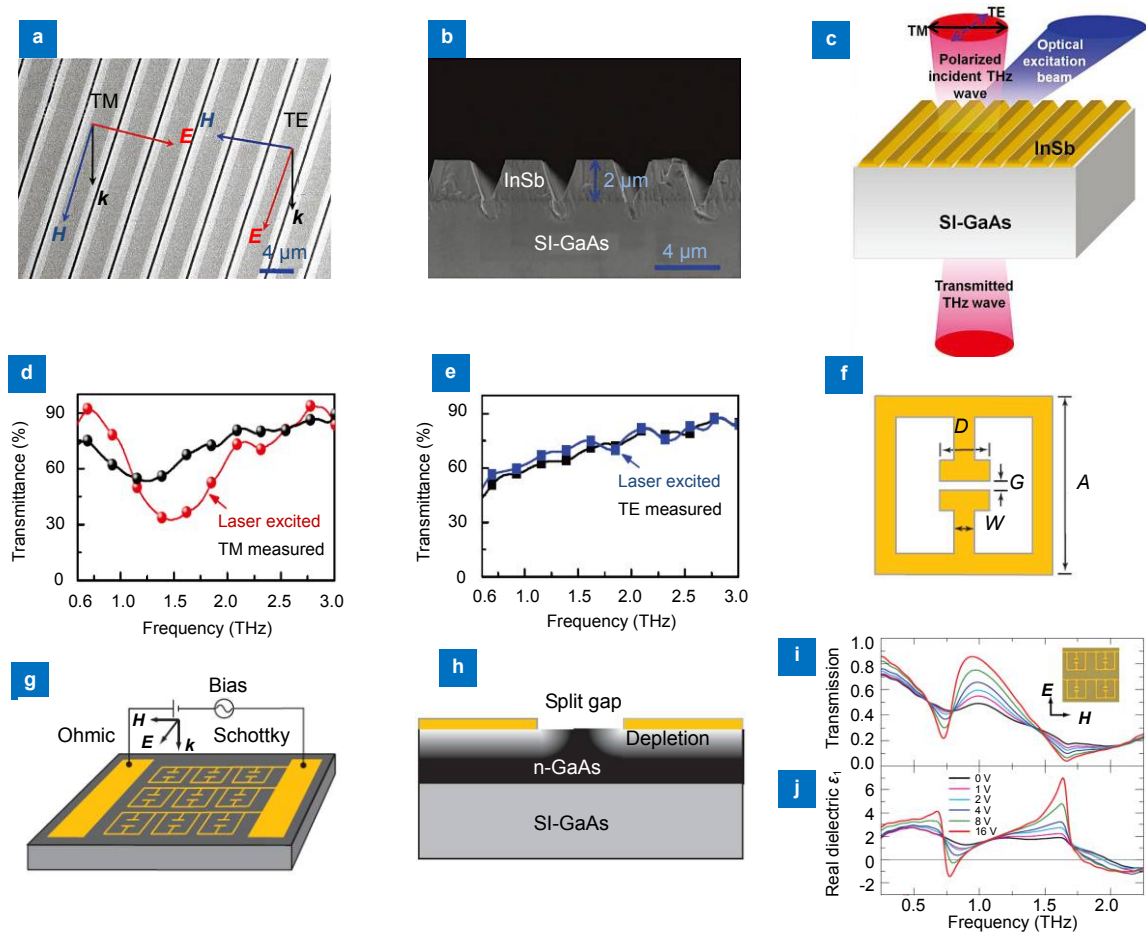 a
TM
TE
H
E
k
H
k
E
4 μm
b
InSb
2 μm
SI-GaAs
4 μm
c
TE
TM
Polarized
incident THz
wave
Optical
excitation
beam
InSb
SI-GaAs
Transmitted
THz wave
d
Transmittance (%)
90
60
30
0
Laser excited
TM measured
0.6 1.0 1.5 2.0 2.5 3.0
Frequency (THz)
e
Transmittance (%)
90
60
30
0
Laser excited
TE measured
0.6 1.0 1.5 2.0 2.5 3.0
Frequency (THz)
f
D
G
A
W
g
Bias
Ohmic
H
E
k
Schottky
h
Split gap
Depletion
n-GaAs
SI-GaAs
i
Transmission
1.0
0.8
0.6
0.4
0.2
0.0
E
H
j
Real dielectric ε1
6
4
2
0
2
0 V
1 V
2 V
4 V
8 V
16 V
0.5 1.0 1.5 2.0
Frequency (THz)